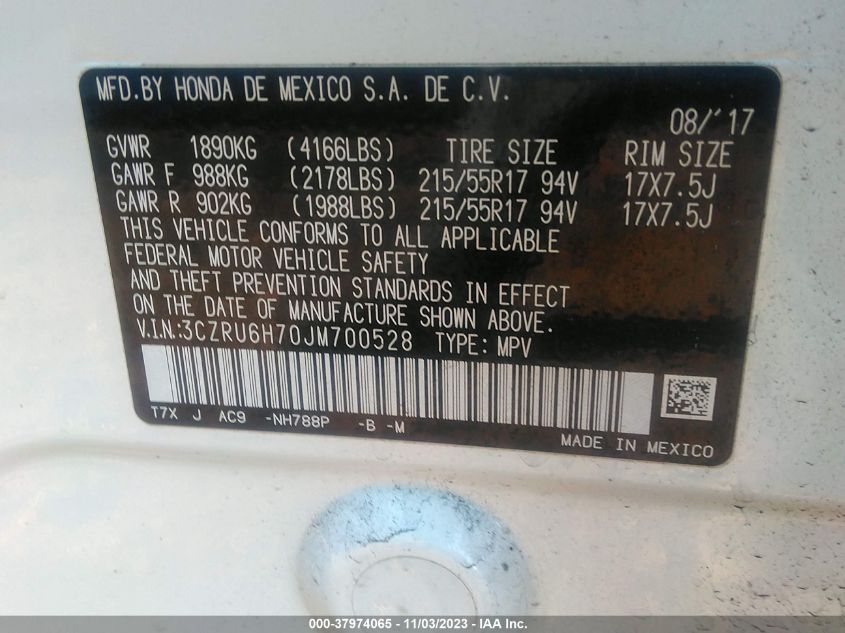 MFD.BY HONDA DE MEXICO S.A. DE C.V.
08/'17
GVWR 1890KG (4166LBS) TIRE SIZE RIM SIZE
GAWR F 988KG (2178LBS) 215/55R17 94V 17X7.5J
GAWR R 902KG (1988LBS) 215/55R17 94V 17X7.5J
THIS VEHICLE CONFORMS TO ALL APPLICABLE
FEDERAL MOTOR VEHICLE SAFETY
AND THEFT PREVENTION STANDARDS IN EFFECT
ON THE DATE OF MANUFACTURE SHOWN ABOVE.
V.I.N.:3CZRU6H70JM700528 TYPE: MPV
T7X J AC9 -NH788P -B -M
MADE IN MEXICO
000-37974065 - 11/03/2023 - IAA Inc.